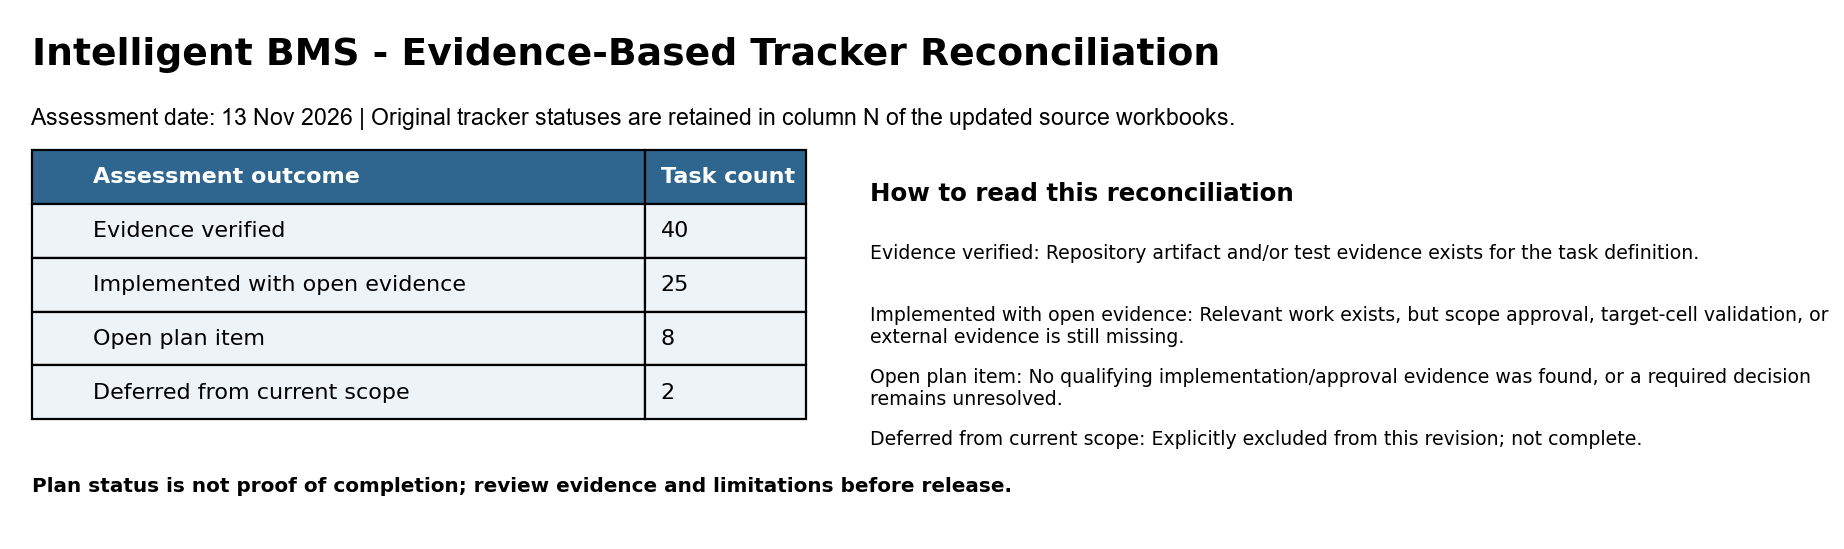 Intelligent BMS - Evidence-Based Tracker Reconciliation
Assessment date: 13 Nov 2026 | Original tracker statuses are retained in column N of the updated source workbooks.
Assessment outcome Task count
Evidence verified 40
Implemented with open evidence 25
Open plan item 8
Deferred from current scope 2
How to read this reconciliation
Evidence verified: Repository artifact and/or test evidence exists for the task definition.
Implemented with open evidence: Relevant work exists, but scope approval, target-cell validation, or
external evidence is still missing.
Open plan item: No qualifying implementation/approval evidence was found, or a required decision
remains unresolved.
Deferred from current scope: Explicitly excluded from this revision; not complete.
Plan status is not proof of completion; review evidence and limitations before release.